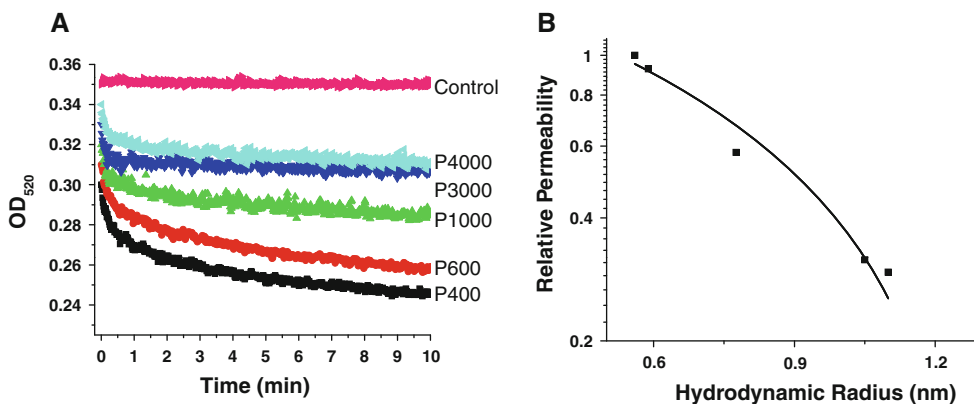 A
OD520
0.36
0.34
0.32
0.30
0.28
0.26
0.24
0 1 2 3 4 5 6 7 8 9 10
Time (min)
Control
P4000
P3000
P1000
P600
P400
B
Relative Permeability
1
0.8
0.6
0.4
0.2
0.6 0.9 1.2
Hydrodynamic Radius (nm)